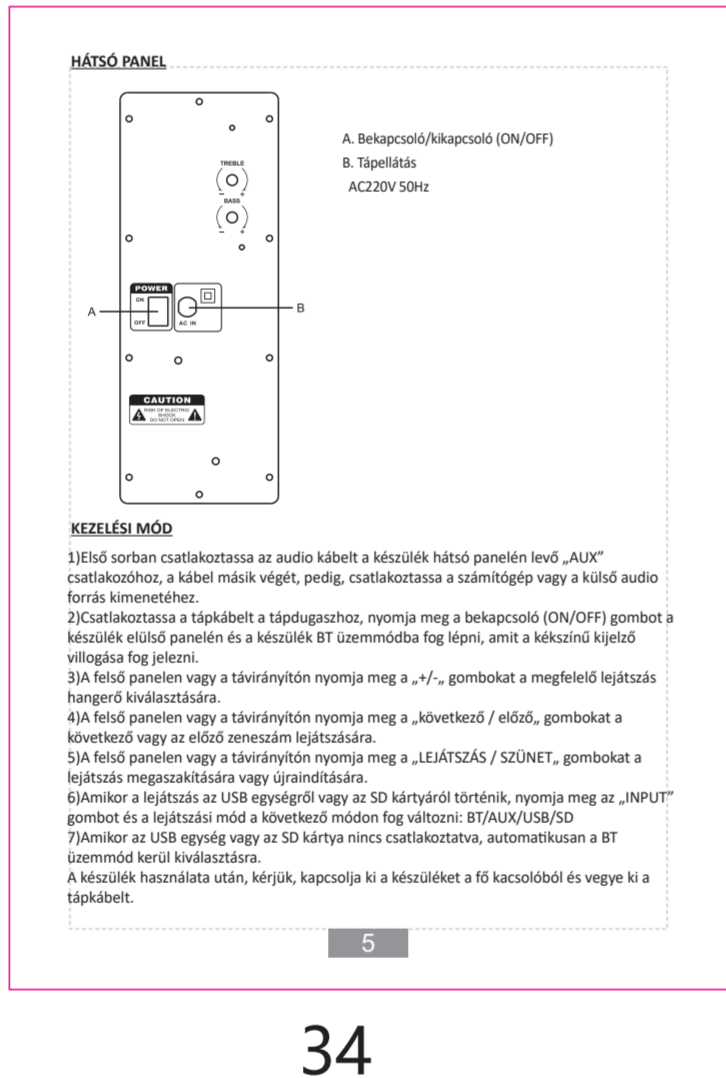 HÁTSÓ PANEL
A. Bekapcsoló/kikapcsoló (ON/OFF)
B. Tápellátás
AC220V 50Hz
TREBLE
- +
BASS
- +
POWER
ON
OFF
AC IN
A
B
CAUTION
RISK OF ELECTRIC
SHOCK
DO NOT OPEN
KEZELÉSI MÓD
1)Első sorban csatlakoztassa az audio kábelt a készülék hátsó panelén levő „AUX”
csatlakozóhoz, a kábel másik végét, pedig, csatlakoztassa a számítógép vagy a külső audio
forrás kimenetéhez.
2)Csatlakoztassa a tápkábelt a tápdugaszhoz, nyomja meg a bekapcsoló (ON/OFF) gombot a
készülék elülső panelén és a készülék BT üzemmódba fog lépni, amit a kékszínű kijelző
villogása fog jelezni.
3)A felső panelen vagy a távirányítón nyomja meg a „+/-„ gombokat a megfelelő lejátszás
hangerő kiválasztására.
4)A felső panelen vagy a távirányítón nyomja meg a „következő / előző„ gombokat a
következő vagy az előző zeneszám lejátszására.
5)A felső panelen vagy a távirányítón nyomja meg a „LEJÁTSZÁS / SZÜNET„ gombokat a
lejátszás megaszakítására vagy újraindítására.
6)Amikor a lejátszás az USB egységről vagy az SD kártyáról történik, nyomja meg az „INPUT”
gombot és a lejátszási mód a következő módon fog változni: BT/AUX/USB/SD
7)Amikor az USB egység vagy az SD kártya nincs csatlakoztatva, automatikusan a BT
üzemmód kerül kiválasztásra.
A készülék használata után, kérjük, kapcsolja ki a készüléket a fő kacsolóból és vegye ki a
tápkábelt.
5
34